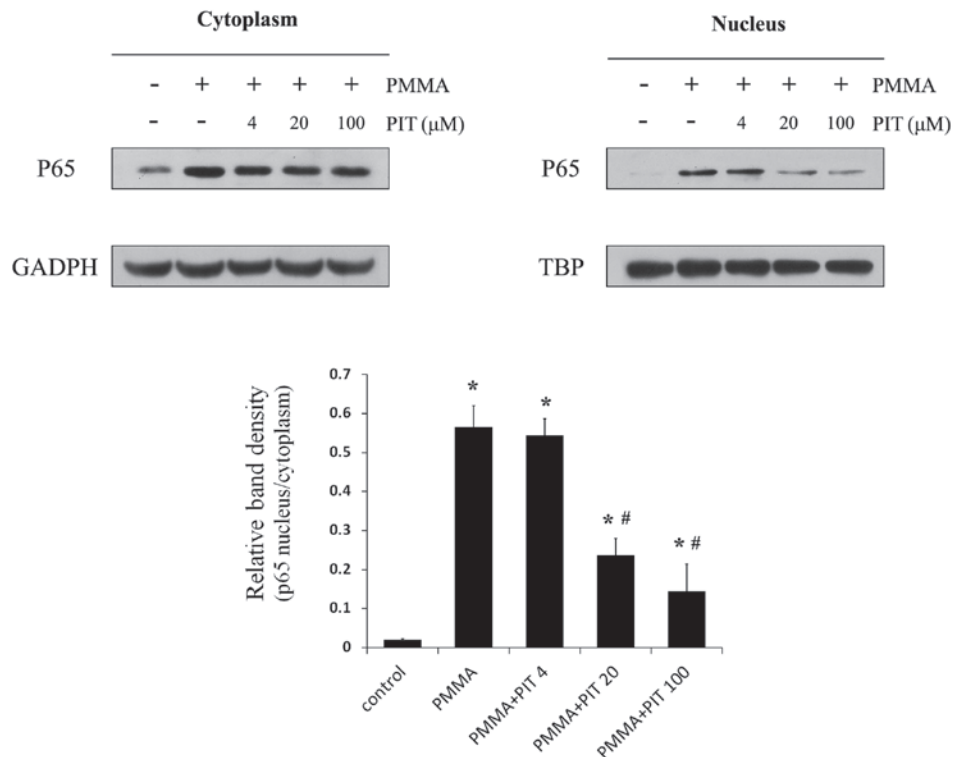 Cytoplasm
- + + + + PMMA
- - 4 20 100 PIT (μM)
P65
GADPH
Nucleus
- + + + + PMMA
- - 4 20 100 PIT (μM)
P65
TBP
Relative band density
(p65 nucleus/cytoplasm)
0.7
0.6
0.5
0.4
0.3
0.2
0.1
0
*
*
* #
* #
control
PMMA
PMMA+PIT 4
PMMA+PIT 20
PMMA+PIT 100